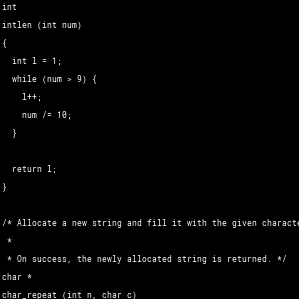 int
intlen (int num)
{
int l = 1;
while (num > 9) {
l++;
num /= 10;
}
return l;
}
/* Allocate a new string and fill it with the given
*
* On success, the newly allocated string is returned. */
char *
char_repeat (int n, char c)